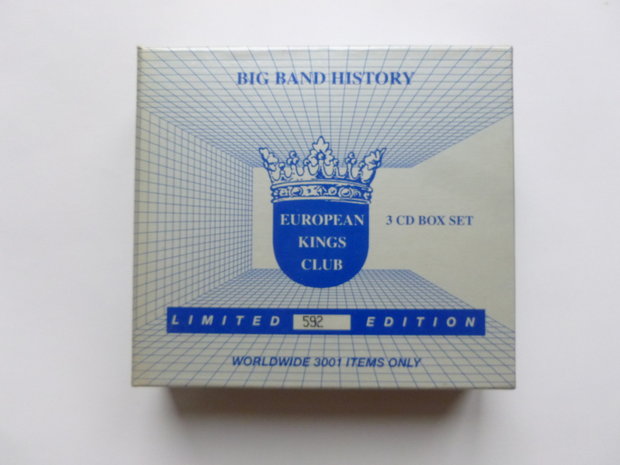 BIG BAND HISTORY
EUROPEAN
KINGS
CLUB
3 CD BOX SET
LIMITED 592 EDITION
WORLDWIDE 3001 ITEMS ONLY